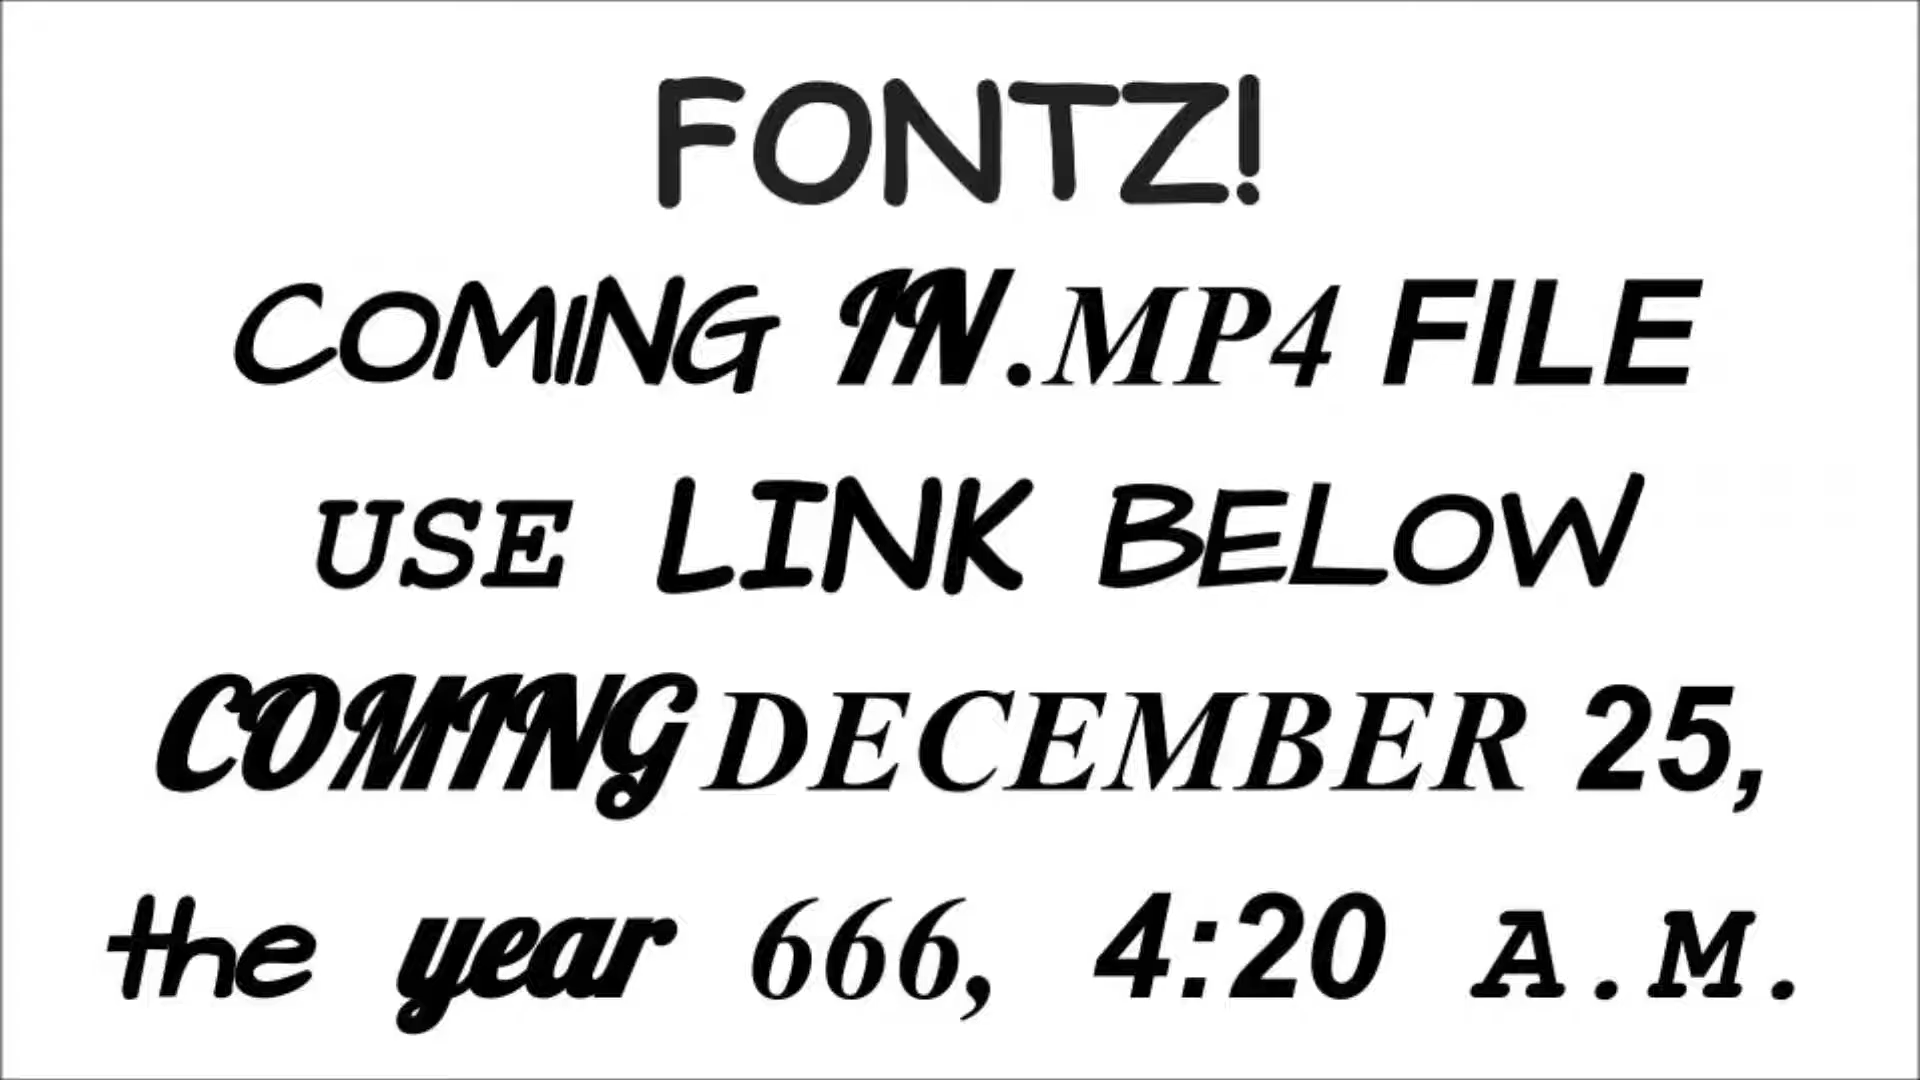 FONTZ!
COMING IN .MP4 FILE
USE LINK BELOW
COMING DECEMBER 25,
the year 666, 4:20 A.M.